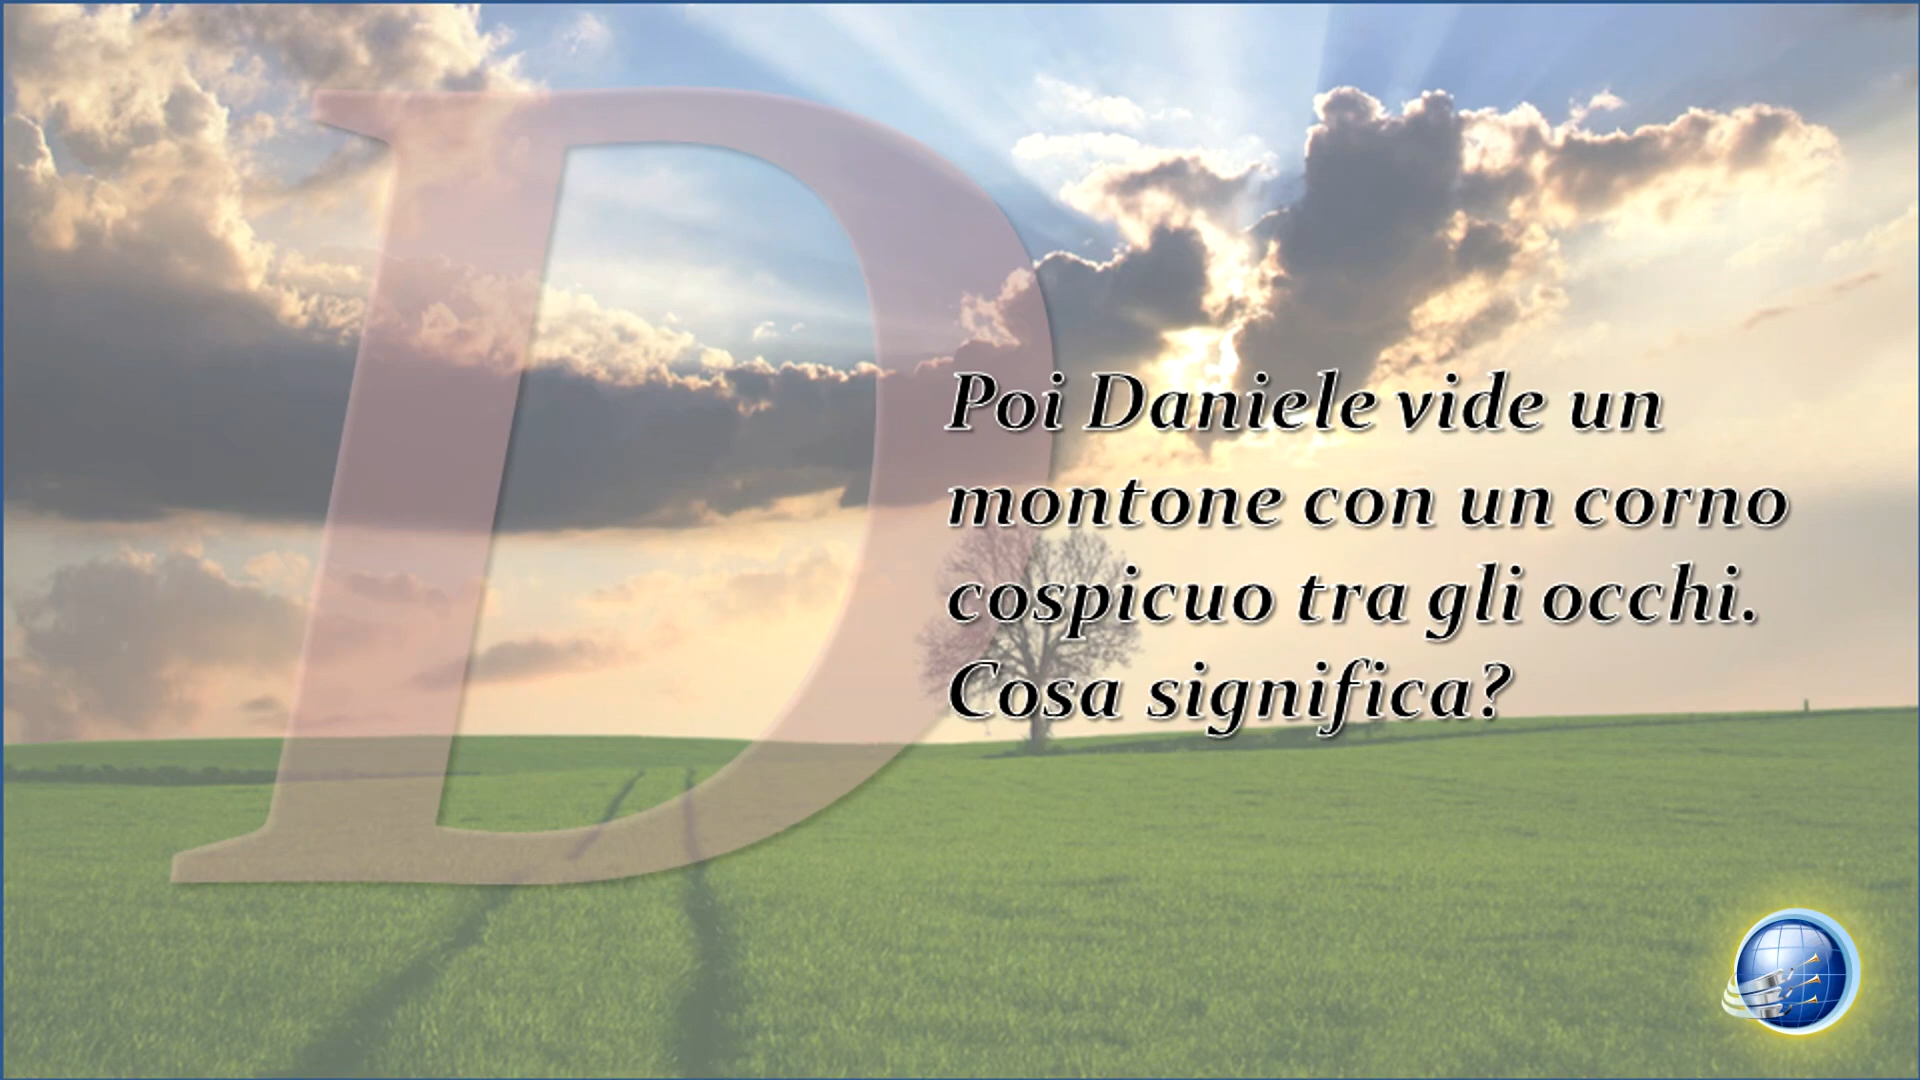 D
Poi Daniele vide un
montone con un corno
cospicuo tra gli occhi.
Cosa significa?